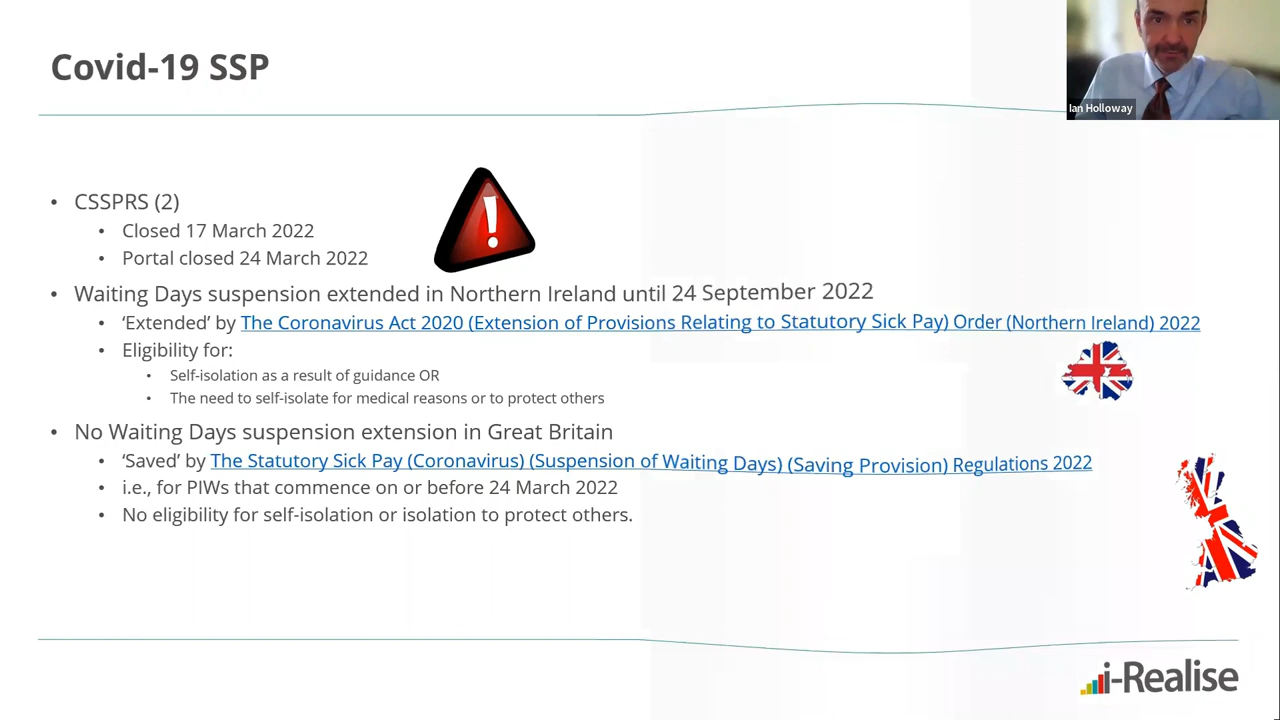 Covid-19 SSP
Ian Holloway
• CSSPRS (2)
• Closed 17 March 2022
• Portal closed 24 March 2022
• Waiting Days suspension extended in Northern Ireland until 24 September 2022
• ‘Extended’ by The Coronavirus Act 2020 (Extension of Provisions Relating to Statutory Sick Pay) Order (Northern Ireland) 2022
• Eligibility for:
• Self-isolation as a result of guidance OR
• The need to self-isolate for medical reasons or to protect others
• No Waiting Days suspension extension in Great Britain
• ‘Saved’ by The Statutory Sick Pay (Coronavirus) (Suspension of Waiting Days) (Saving Provision) Regulations 2022
• i.e., for PIWs that commence on or before 24 March 2022
• No eligibility for self-isolation or isolation to protect others.
i-Realise